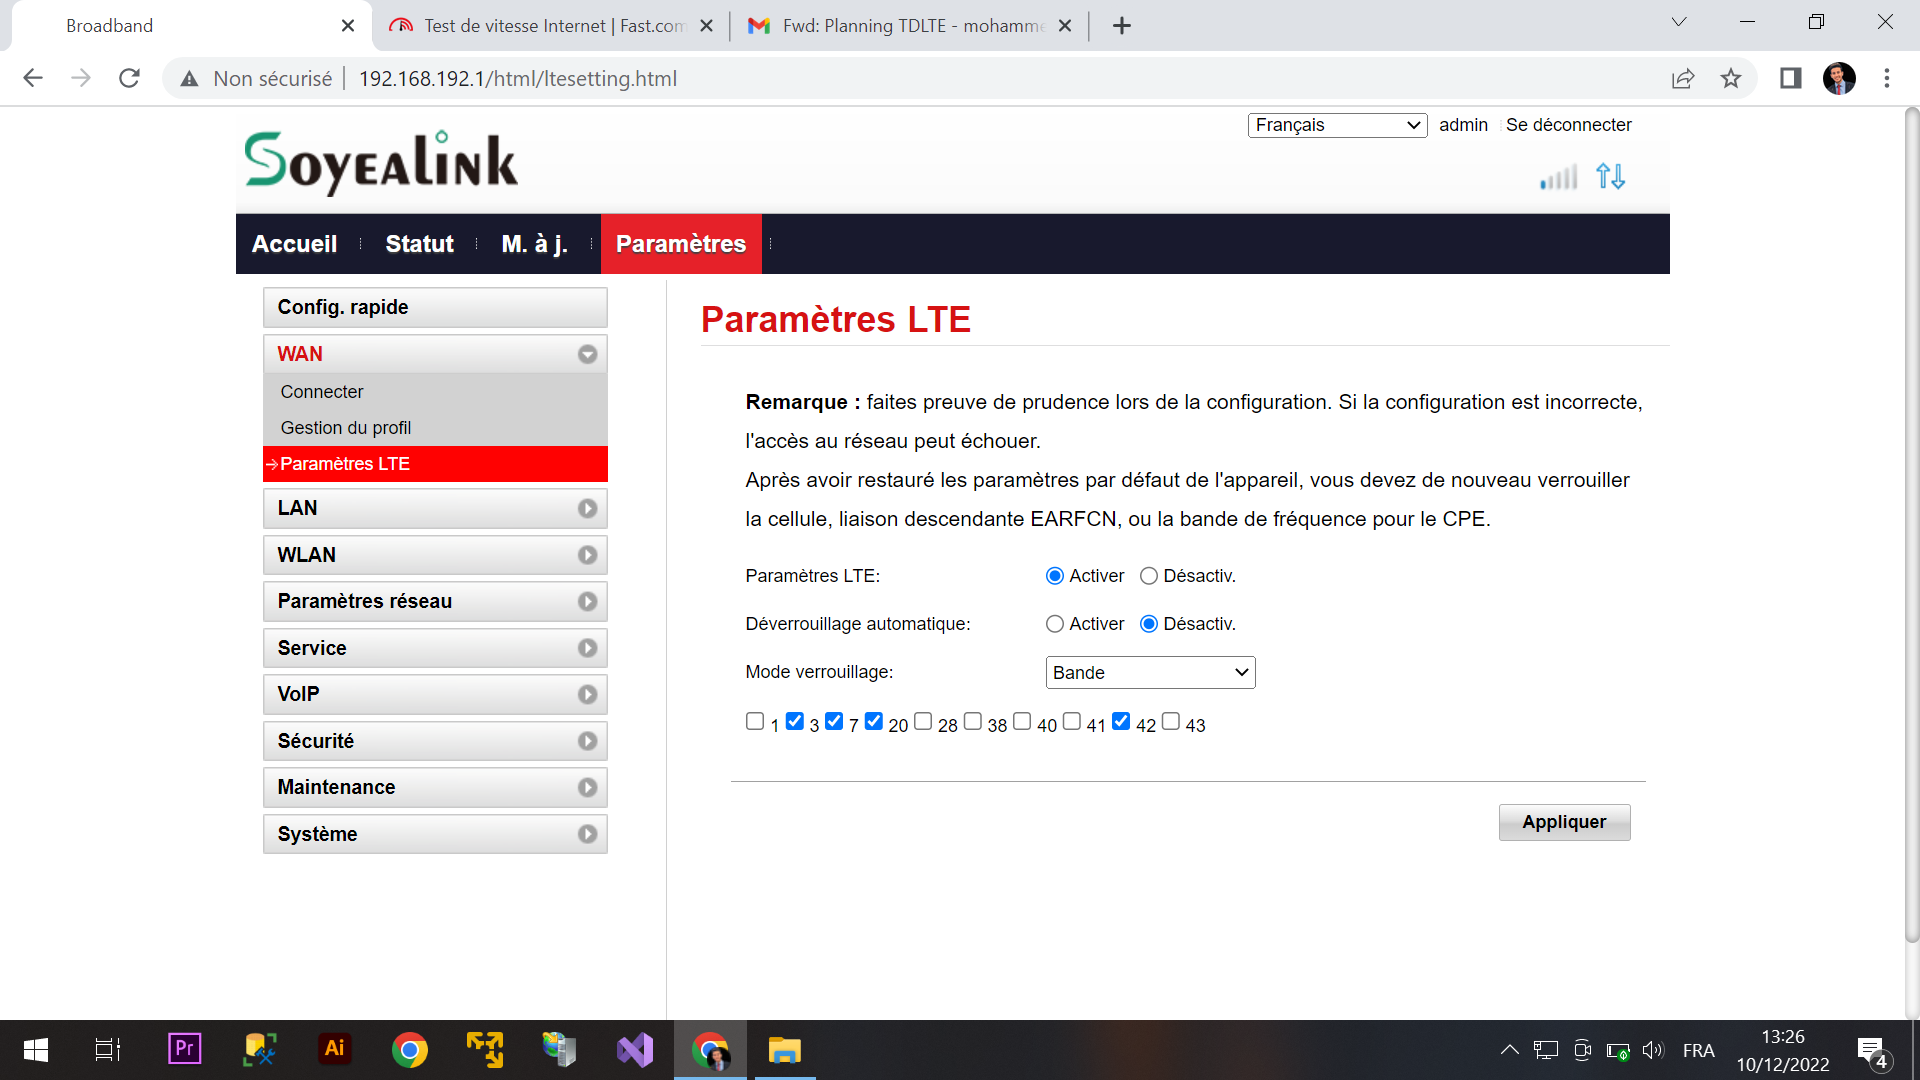 Broadband
Test de vitesse Internet | Fast.com
Fwd: Planning TDLTE - mohamme
Non sécurisé
192.168.192.1/html/ltesetting.html
Français
admin
Se déconnecter
SOYEALINK
Accueil
Statut
M. à j.
Paramètres
Config. rapide
WAN
Connecter
Gestion du profil
Paramètres LTE
LAN
WLAN
Paramètres réseau
Service
VoIP
Sécurité
Maintenance
Système
Paramètres LTE
Remarque : faites preuve de prudence lors de la configuration. Si la configuration est incorrecte,
l'accès au réseau peut échouer.
Après avoir restauré les paramètres par défaut de l'appareil, vous devez de nouveau verrouiller
la cellule, liaison descendante EARFCN, ou la bande de fréquence pour le CPE.
Paramètres LTE: Activer Désactiv.
Déverrouillage automatique: Activer Désactiv.
Mode verrouillage: Bande
1 3 7 20 28 38 40 41 42 43
Appliquer
Pr
Ai
FRA
13:26
10/12/2022
4